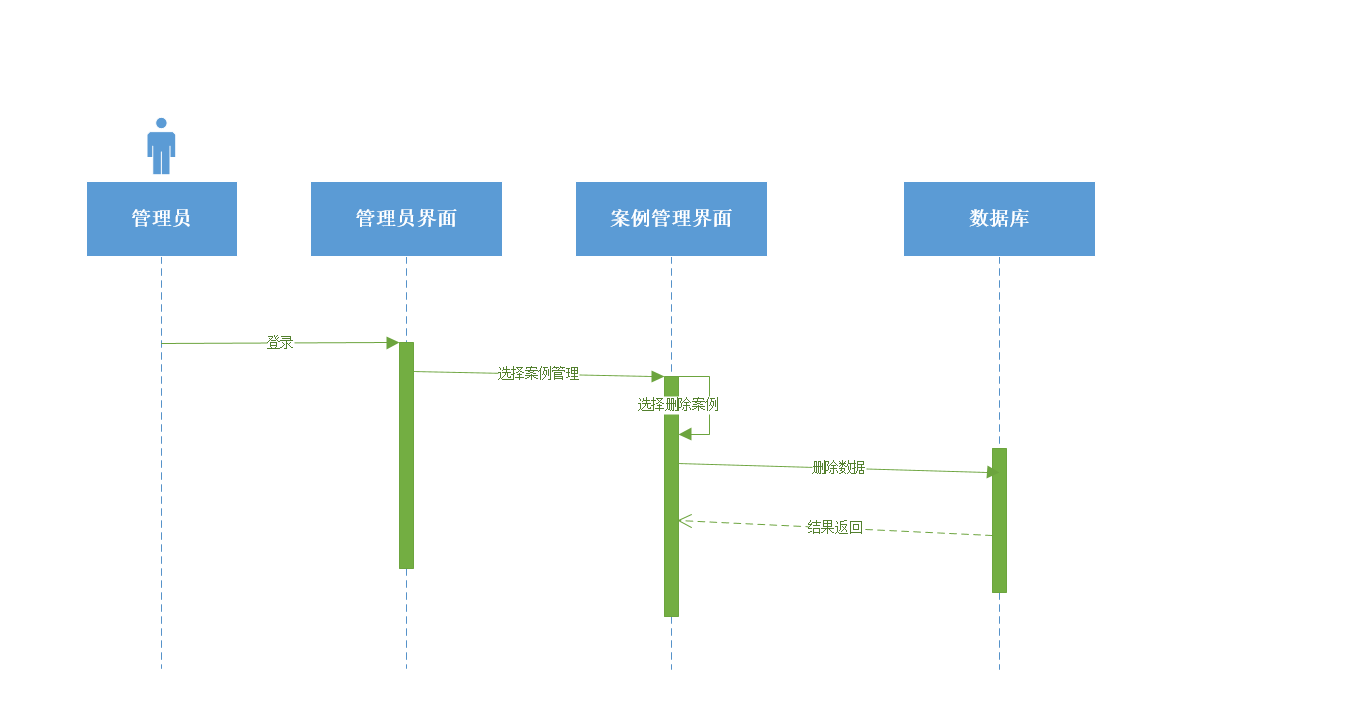 管理员
管理员界面
案例管理界面
数据库
登录
选择案例管理
选择删除案例
删除数据
结果返回